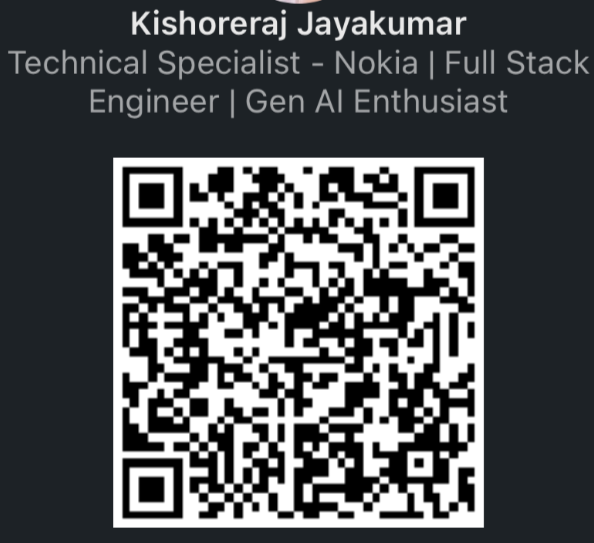 Kishoreraj Jayakumar
Technical Specialist - Nokia | Full Stack
Engineer | Gen AI Enthusiast